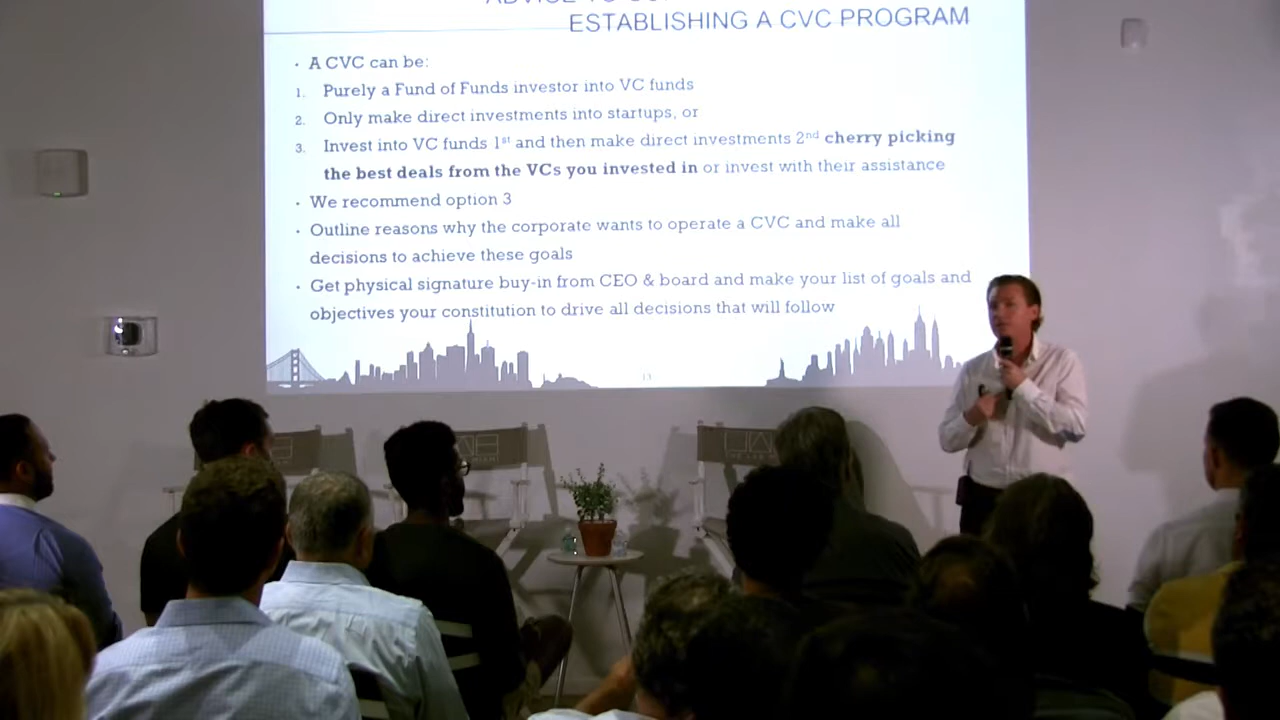 ADVICE TO
ESTABLISHING A CVC PROGRAM
• A CVC can be:
1. Purely a Fund of Funds investor into VC funds
2. Only make direct investments into startups, or
3. Invest into VC funds 1st and then make direct investments 2nd cherry picking
the best deals from the VCs you invested in or invest with their assistance
• We recommend option 3
• Outline reasons why the corporate wants to operate a CVC and make all
decisions to achieve these goals
• Get physical signature buy-in from CEO & board and make your list of goals and
objectives your constitution to drive all decisions that will follow